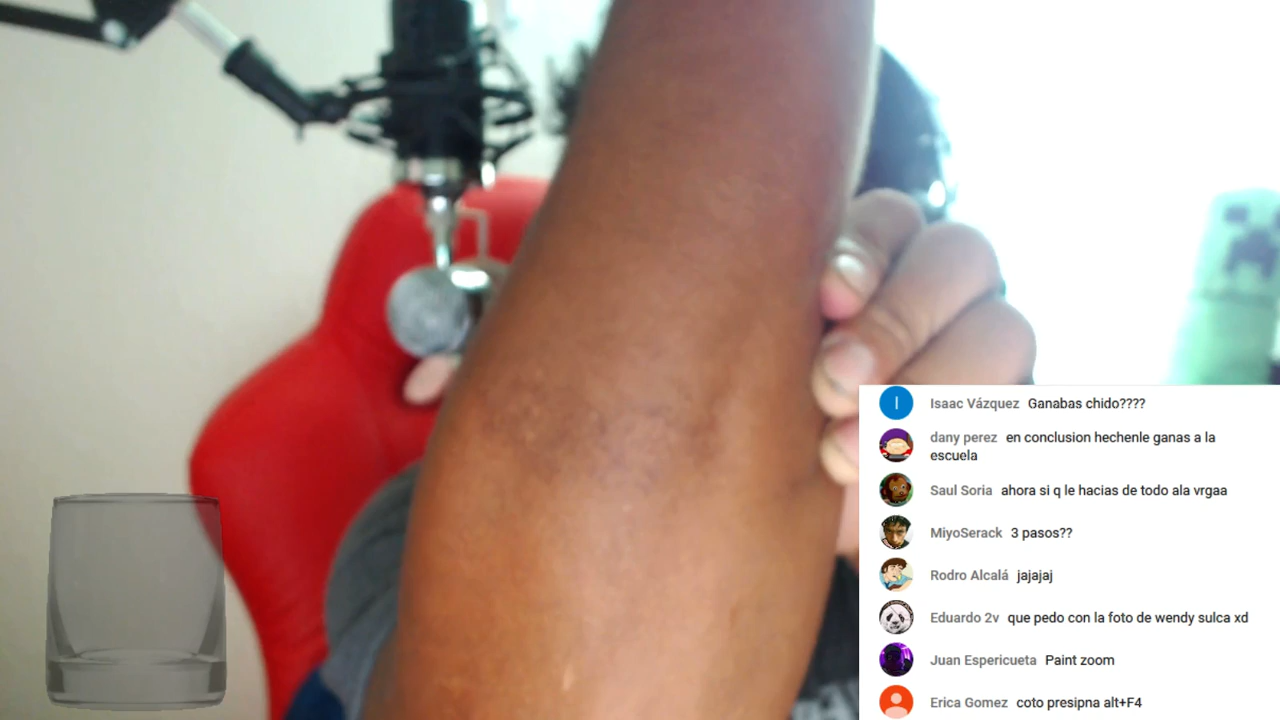 Isaac Vázquez Ganabas chido????
dany perez en conclusion hechenle ganas a la
escuela
Saul Soria ahora si q le hacias de todo ala vrgaa
MiyoSerack 3 pasos??
Rodro Alcalá jajajaj
Eduardo 2v que pedo con la foto de wendy sulca xd
Juan Espericueta Paint zoom
Erica Gomez coto presipna alt+F4